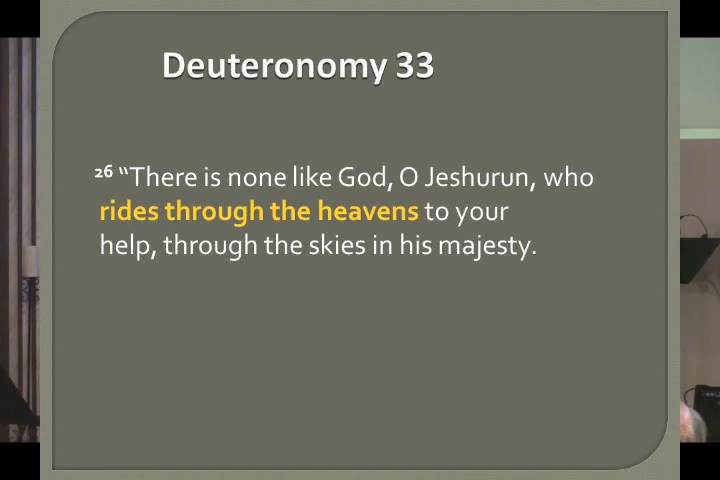 Deuteronomy 33
26 “There is none like God, O Jeshurun, who
rides through the heavens to your
help, through the skies in his majesty.